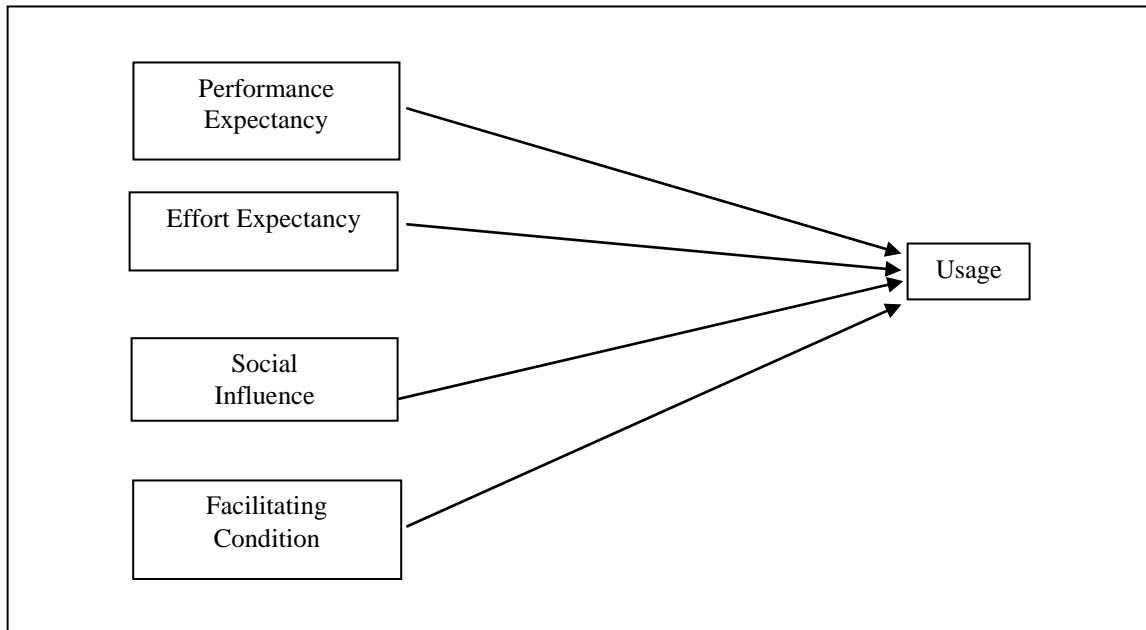 Performance
Expectancy
Effort Expectancy
Usage
Social
Influence
Facilitating
Condition